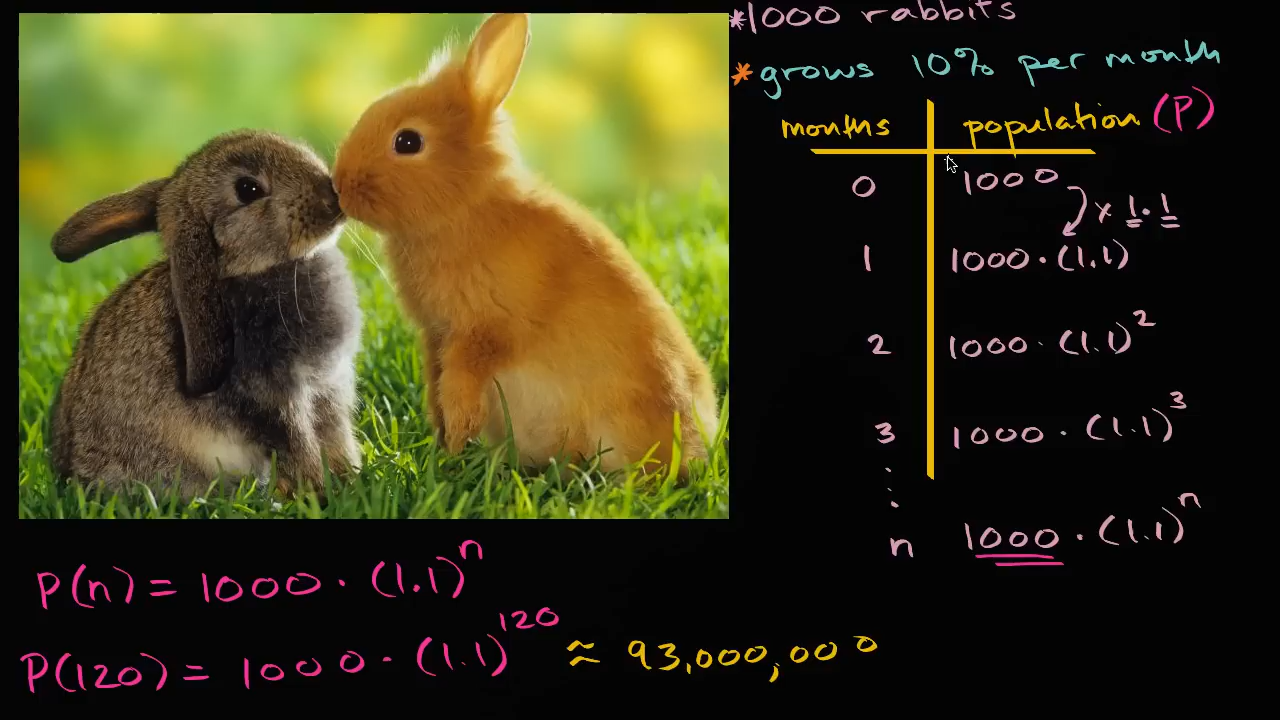 *1000 rabbits
*grows 10% per month
months population (P)
0 1000
× 1.1
1 1000 · (1.1)
2 1000 · (1.1)²
3 1000 · (1.1)³
⋮
n 1000 · (1.1)ⁿ
P(n) = 1000 · (1.1)ⁿ
P(120) = 1000 · (1.1)¹²⁰ ≈ 93,000,000